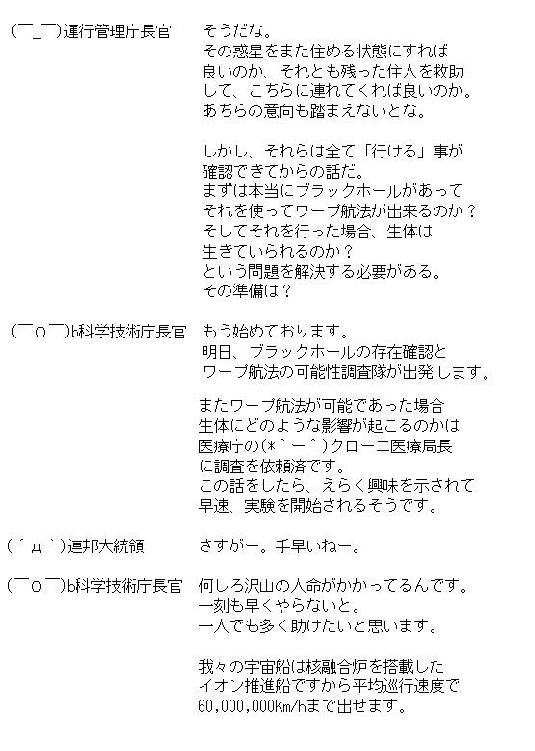 (￣_￣)運行管理庁長官　そうだな。
その惑星をまた住める状態にすれば
良いのか、それとも残った住人を救助
して、こちらに連れてくれば良いのか。
あちらの意向も踏まえないとな。
しかし、それらは全て「行ける」事が
確認できてからの話だ。
まずは本当にブラックホールがあって
それを使ってワープ航法が出来るのか？
そしてそれを行った場合、生体は
生きていられるのか？
という問題を解決する必要がある。
その準備は？
(￣Ｏ￣)b科学技術庁長官　もう始めております。
明日、ブラックホールの存在確認と
ワープ航法の可能性調査隊が出発します。
またワープ航法が可能であった場合
生体にどのような影響が起こるのかは
医療庁の(*｀ー＾)クローニ医療局長
に調査を依頼済です。
この話をしたら、えらく興味を示されて
早速、実験を開始されるそうです。
(´д｀)連邦大統領　さすがー。手早いねー。
(￣Ｏ￣)b科学技術庁長官　何しろ沢山の人命がかかってるんです。
一刻も早くやらないと。
一人でも多く助けたいと思います。
我々の宇宙船は核融合炉を搭載した
イオン推進船ですから平均巡行速度で
60,000,000km/hまで出せます。